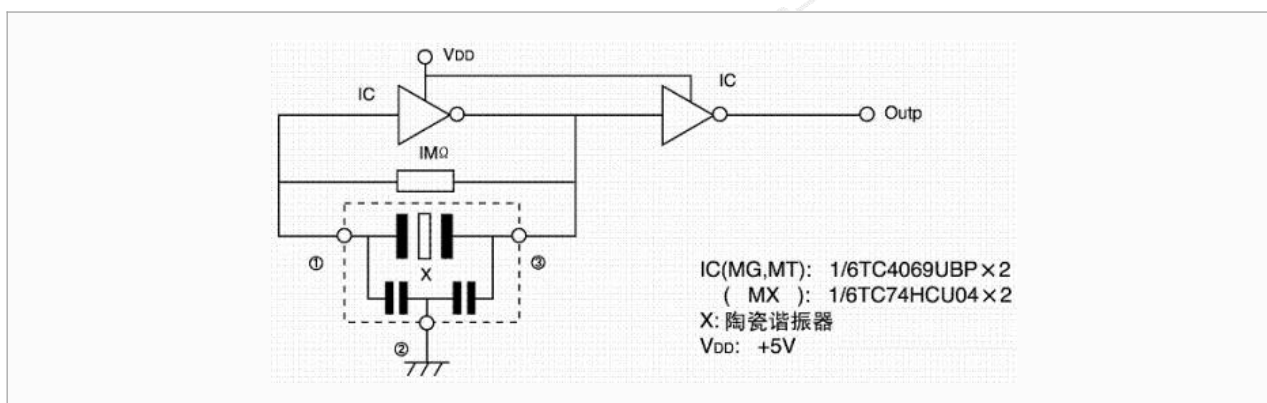 VDD
IC
IC
Outp
IMΩ
①
③
X
②
IC(MG,MT): 1/6TC4069UBP×2
( MX ): 1/6TC74HCU04×2
X: 陶瓷谐振器
VDD: +5V